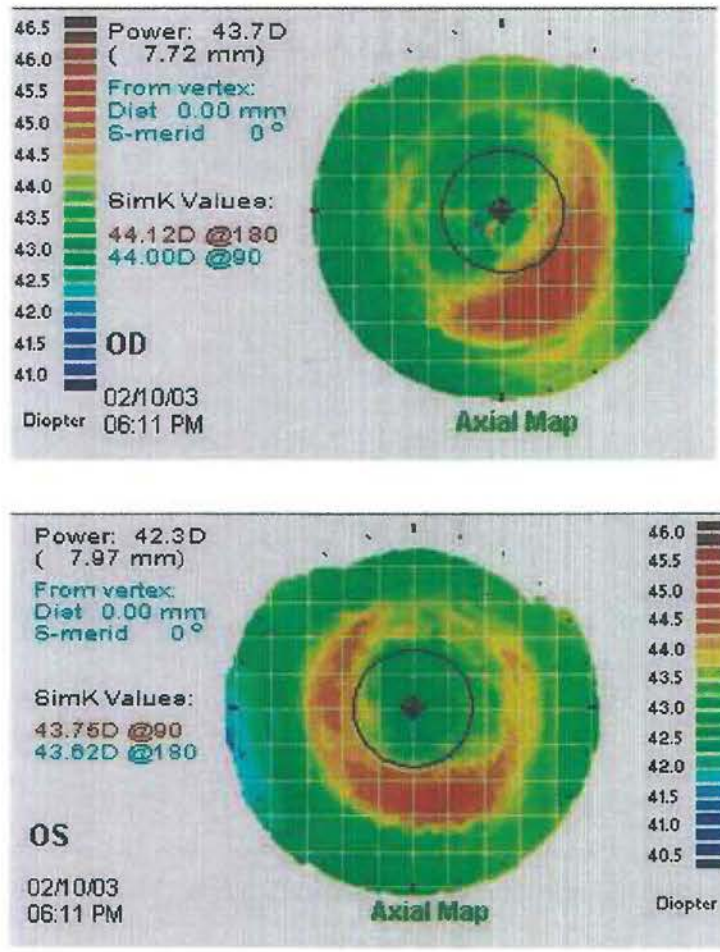 46.5
46.0
45.5
45.0
44.5
44.0
43.5
43.0
42.5
42.0
41.5
41.0
Diopter
Power: 43.7D
( 7.72 mm)
From vertex:
Dist 0.00 mm
S-merid 0°
SimK Values:
44.12D @180
44.00D @90
OD
02/10/03
06:11 PM
Axial Map
Power: 42.3D
( 7.97 mm)
From vertex:
Dist 0.00 mm
S-merid 0°
SimK Values:
43.75D @90
43.62D @180
OS
02/10/03
06:11 PM
Axial Map
46.0
45.5
45.0
44.5
44.0
43.5
43.0
42.5
42.0
41.5
41.0
40.5
Diopter